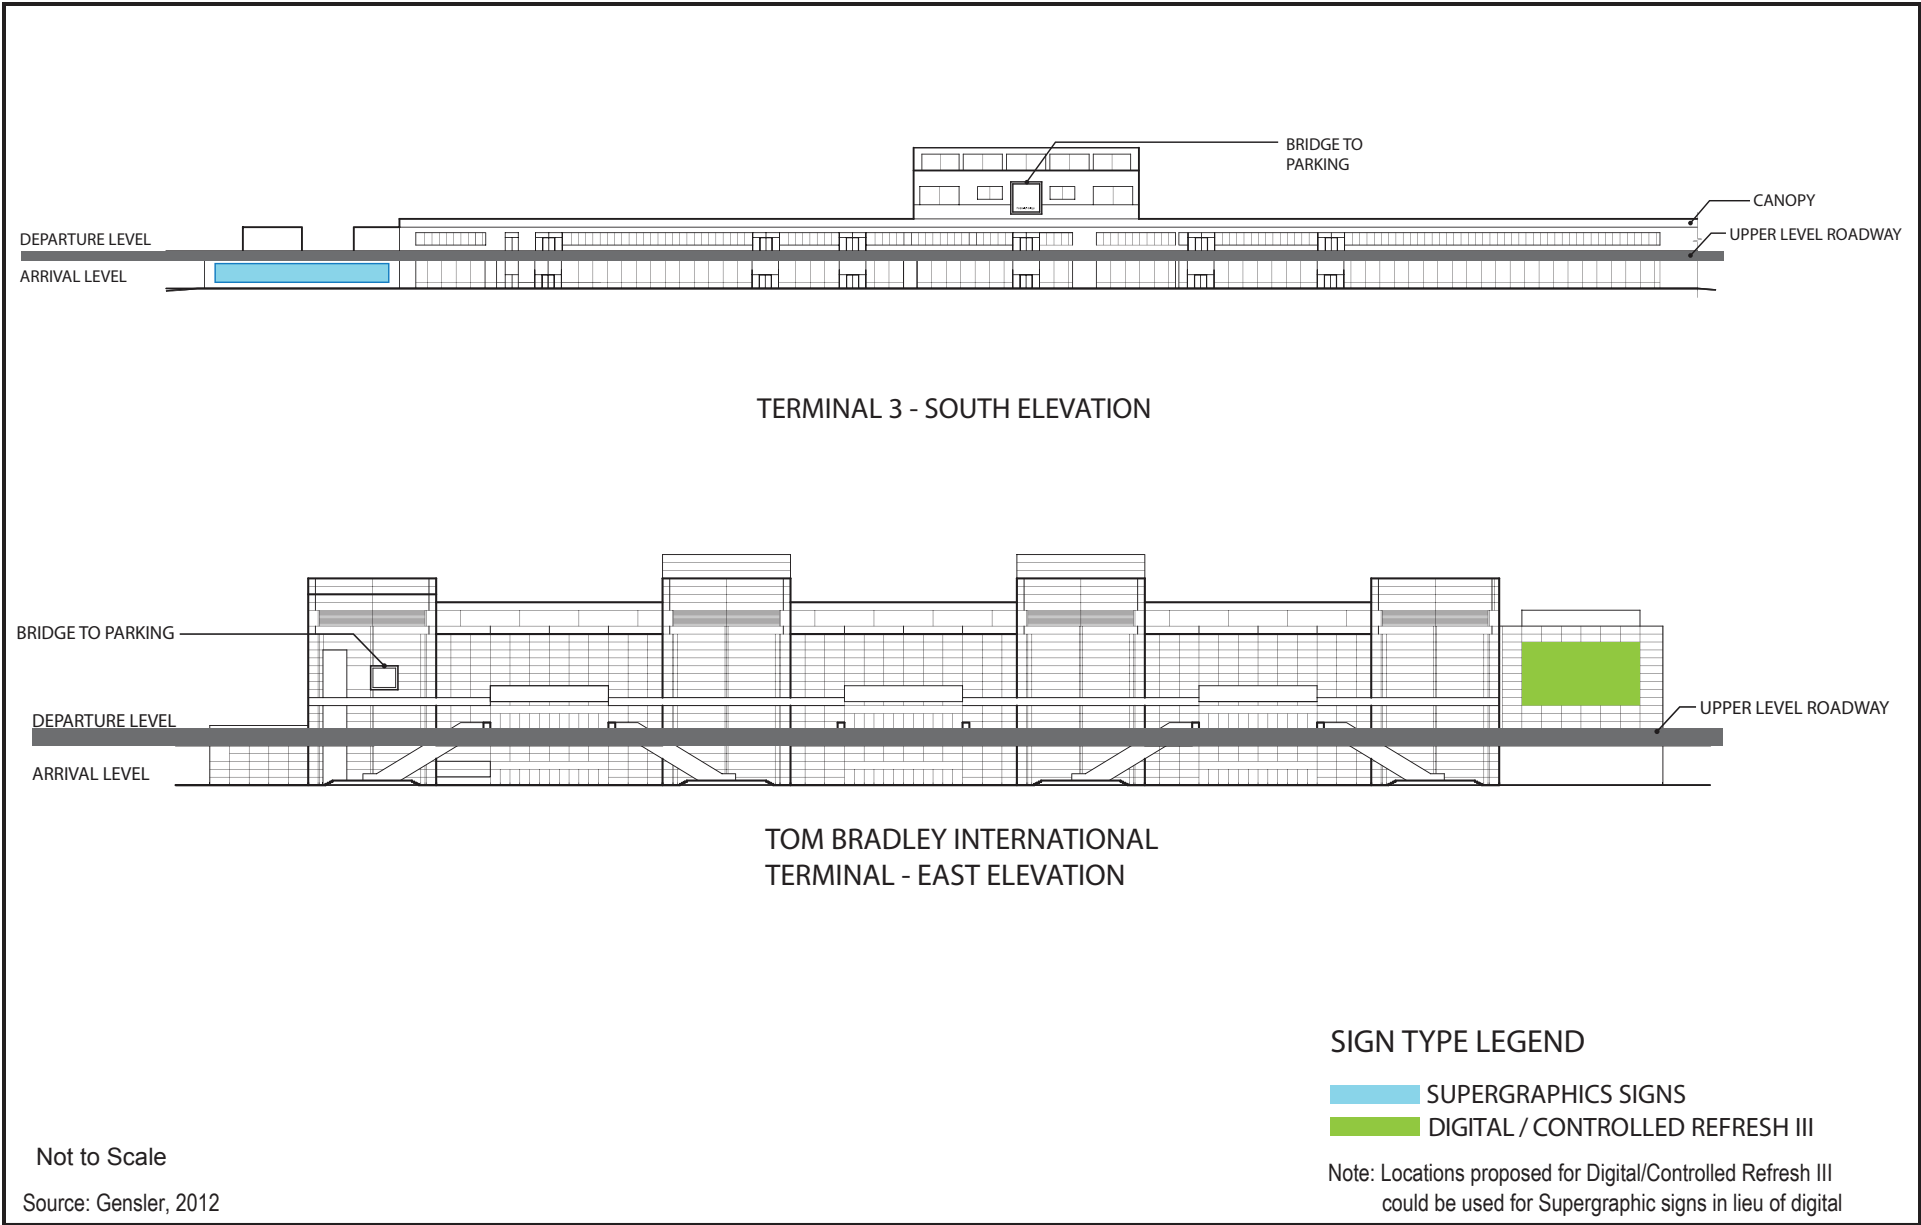 BRIDGE TO
PARKING
CANOPY
DEPARTURE LEVEL
UPPER LEVEL ROADWAY
ARRIVAL LEVEL
TERMINAL 3 - SOUTH ELEVATION
BRIDGE TO PARKING
DEPARTURE LEVEL
UPPER LEVEL ROADWAY
ARRIVAL LEVEL
TOM BRADLEY INTERNATIONAL
TERMINAL - EAST ELEVATION
SIGN TYPE LEGEND
SUPERGRAPHICS SIGNS
DIGITAL / CONTROLLED REFRESH III
Not to Scale
Source: Gensler, 2012
Note: Locations proposed for Digital/Controlled Refresh III
could be used for Supergraphic signs in lieu of digital